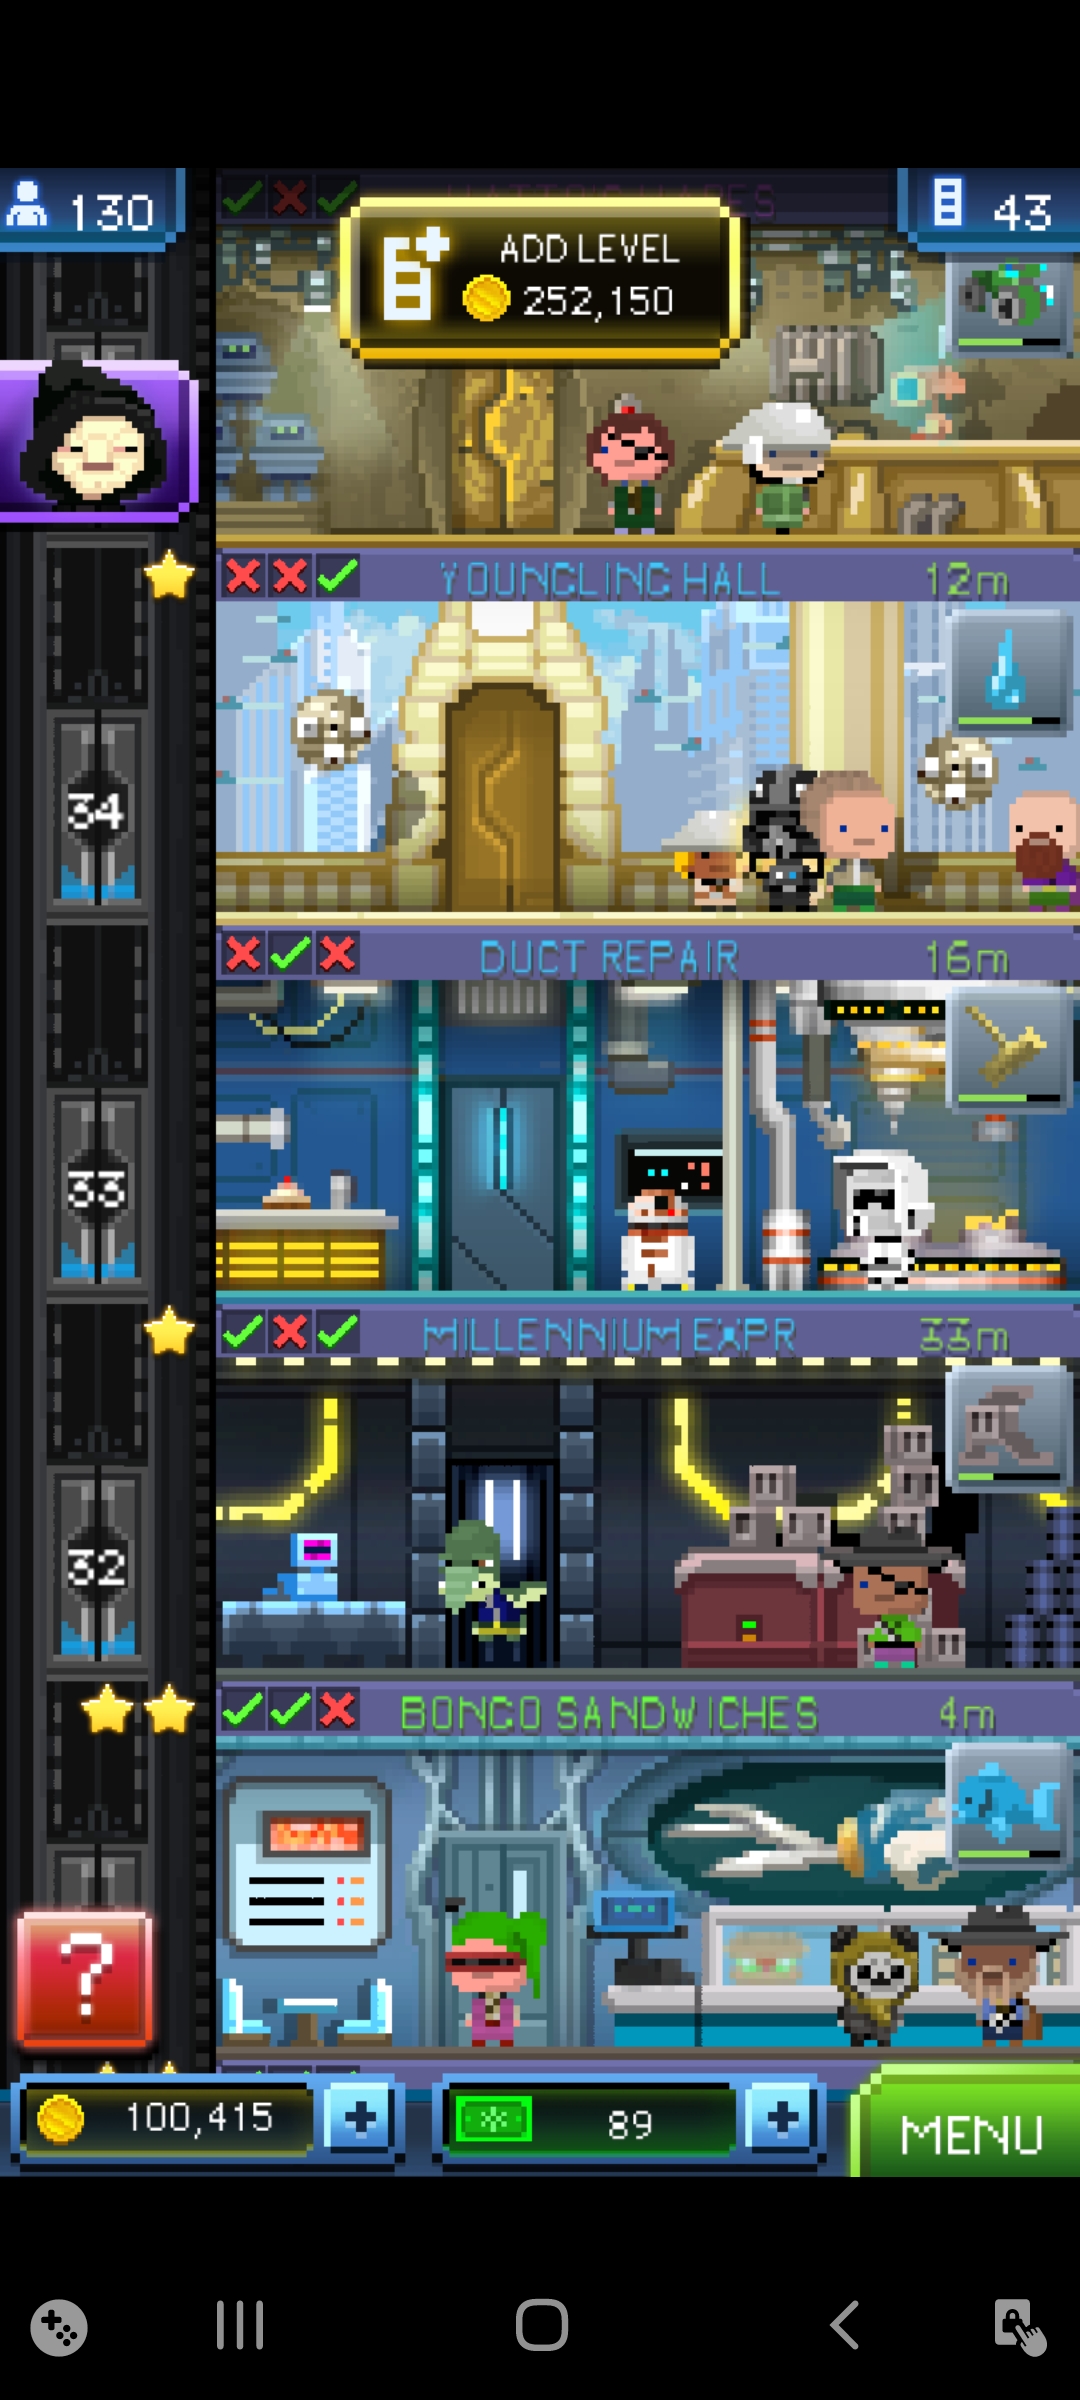 130
43
ADD LEVEL
252,150
YOUNGLING HALL 12m
34
DUCT REPAIR 16m
33
MILLENNIUM EXPR 33m
32
BONGO SANDWICHES 4m
?
100,415
89
MENU